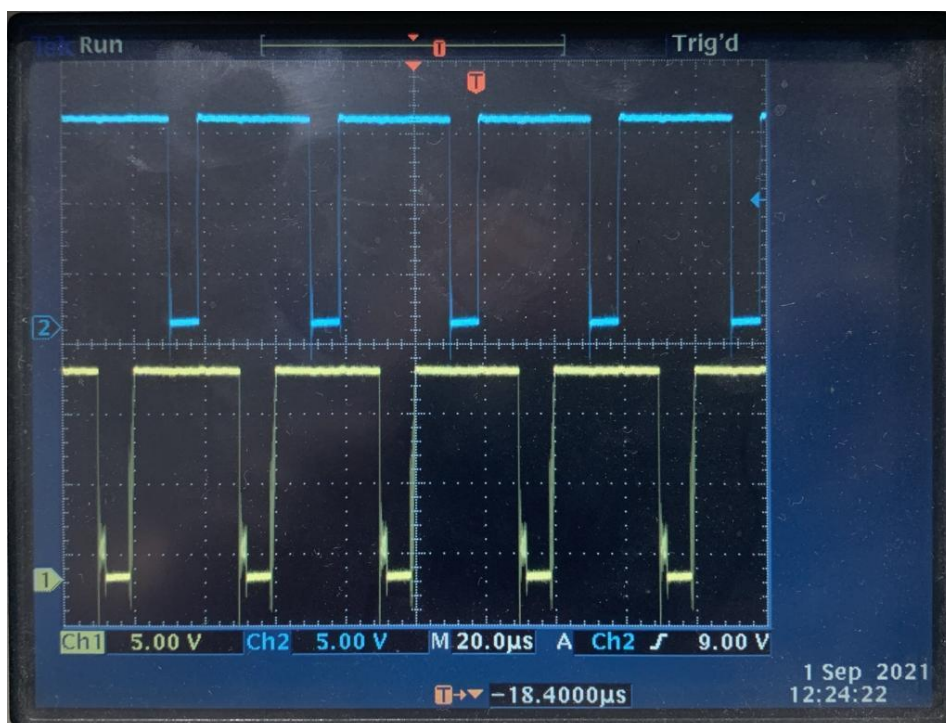 Tek Run Trig'd
T
T
2
1
Ch1 5.00 V Ch2 5.00 V M 20.0µs A Ch2 9.00 V
1 Sep 2021
T −18.4000µs 12:24:22